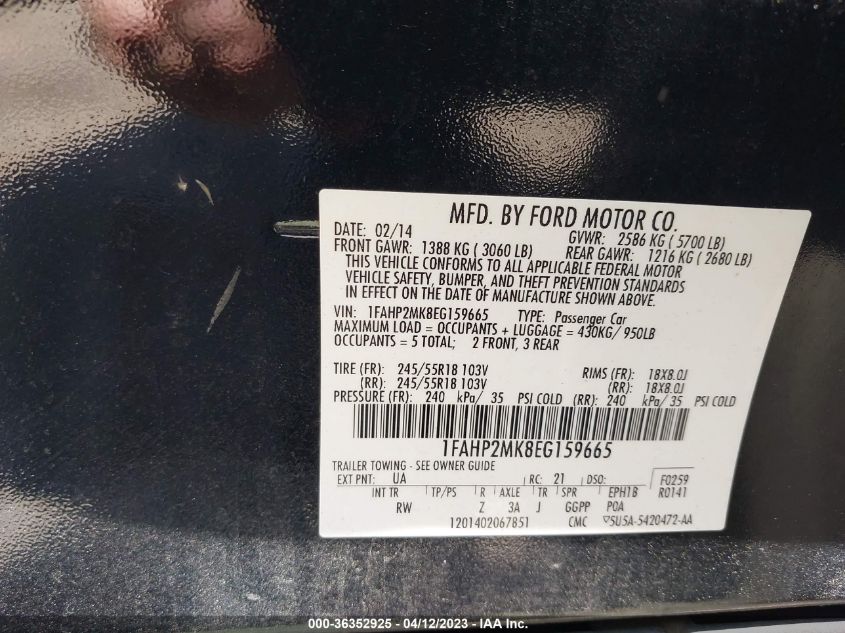 MFD. BY FORD MOTOR CO.
DATE: 02/14 GVWR: 2586 KG ( 5700 LB)
FRONT GAWR: 1388 KG ( 3060 LB) REAR GAWR: 1216 KG ( 2680 LB)
THIS VEHICLE CONFORMS TO ALL APPLICABLE FEDERAL MOTOR
VEHICLE SAFETY, BUMPER, AND THEFT PREVENTION STANDARDS
IN EFFECT ON THE DATE OF MANUFACTURE SHOWN ABOVE.
VIN: 1FAHP2MK8EG159665 TYPE: Passenger Car
MAXIMUM LOAD = OCCUPANTS + LUGGAGE = 430KG/ 950LB
OCCUPANTS = 5 TOTAL; 2 FRONT, 3 REAR
TIRE (FR): 245/55R18 103V RIMS (FR): 18X8.0J
(RR): 245/55R18 103V (RR): 18X8.0J
PRESSURE (FR): 240 kPa/ 35 PSI COLD (RR): 240 kPa/ 35 PSI COLD
1FAHP2MK8EG159665
TRAILER TOWING - SEE OWNER GUIDE
EXT PNT: UA RC: 21 DSO: F0259
INT TR TP/PS R AXLE TR SPR EPH1B R0141
RW Z 3A J GGPP POA
1201402067851 CMC 5U5A-5420472-AA
000-36352925 - 04/12/2023 - IAA Inc.